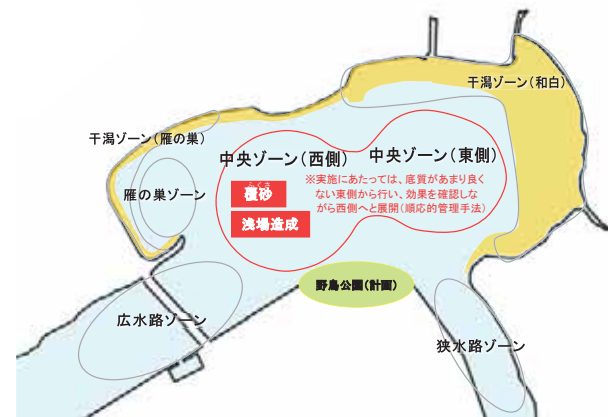 干潟ゾーン(和白)
干潟ゾーン(雁の巣)
中央ゾーン(西側)
中央ゾーン(東側)
雁の巣ゾーン
※実施にあたっては、底質があまり良く
ない東側から行い、効果を確認しな
がら西側へと展開(順応的管理手法)
ふくさ
覆砂
浅場造成
野鳥公園(計画)
広水路ゾーン
狭水路ゾーン